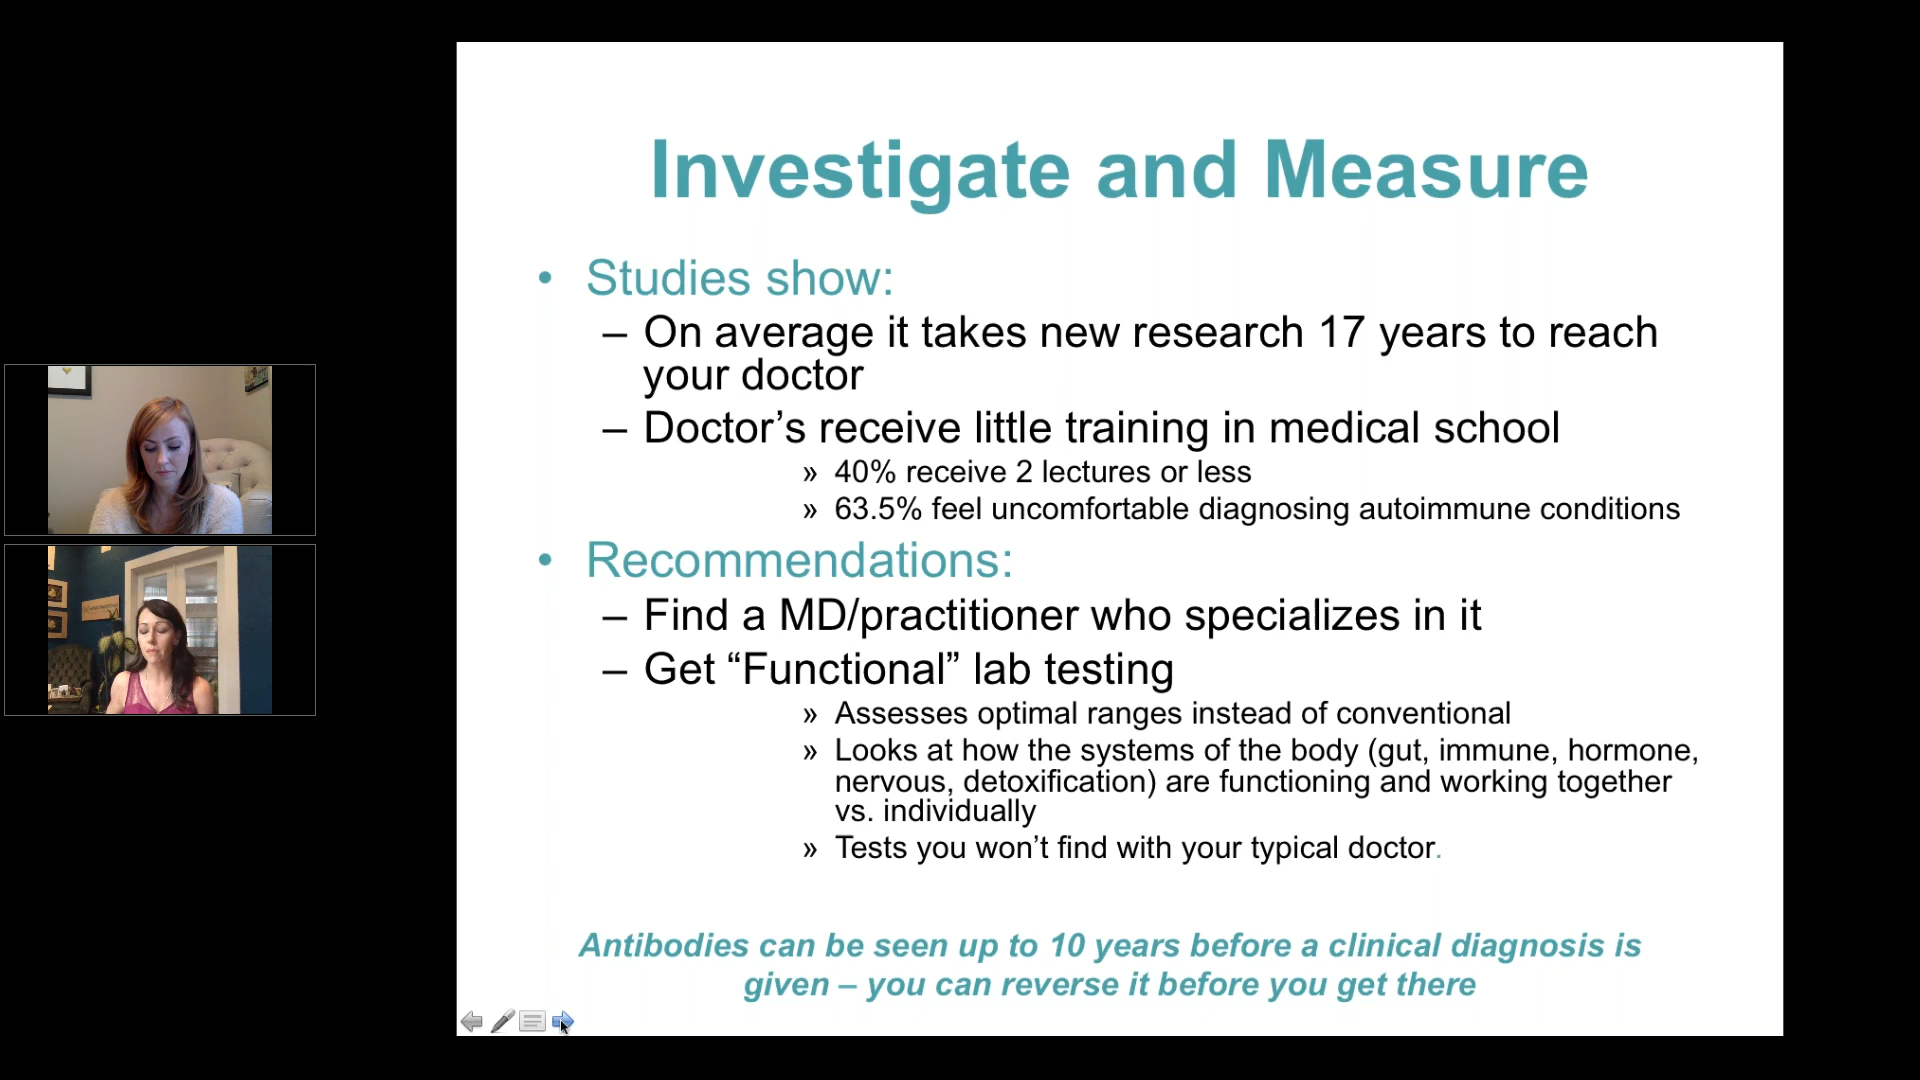 Investigate and Measure
• Studies show:
– On average it takes new research 17 years to reach
your doctor
– Doctor’s receive little training in medical school
» 40% receive 2 lectures or less
» 63.5% feel uncomfortable diagnosing autoimmune conditions
• Recommendations:
– Find a MD/practitioner who specializes in it
– Get “Functional” lab testing
» Assesses optimal ranges instead of conventional
» Looks at how the systems of the body (gut, immune, hormone,
nervous, detoxification) are functioning and working together
vs. individually
» Tests you won’t find with your typical doctor.
Antibodies can be seen up to 10 years before a clinical diagnosis is
given – you can reverse it before you get there